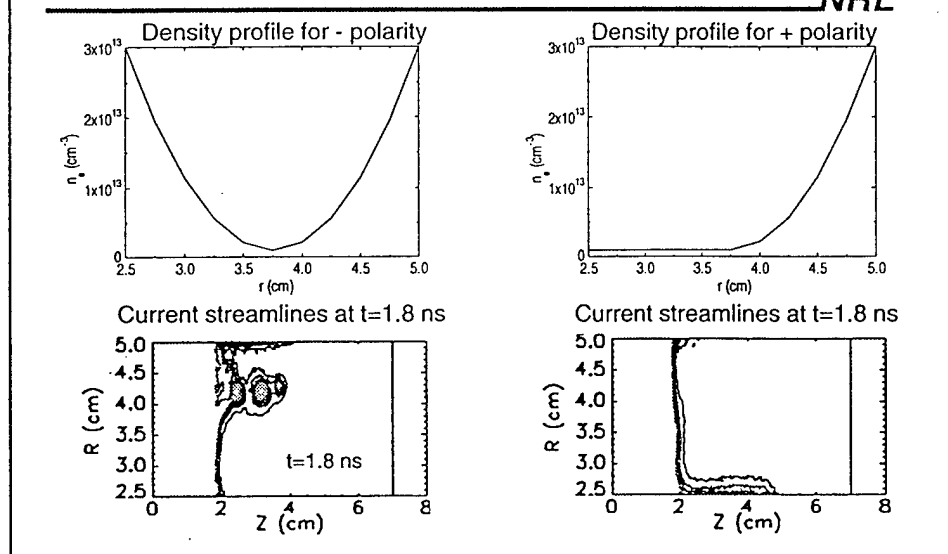 NRL
Density profile for - polarity
3x10^13
2x10^13
1x10^13
0
n_e (cm^-3)
2.5 3.0 3.5 4.0 4.5 5.0
r (cm)
Density profile for + polarity
3x10^13
2x10^13
1x10^13
0
n_e (cm^-3)
2.5 3.0 3.5 4.0 4.5 5.0
r (cm)
Current streamlines at t=1.8 ns
5.0
4.5
4.0
3.5
3.0
2.5
R (cm)
t=1.8 ns
0 2 4 6 8
Z (cm)
Current streamlines at t=1.8 ns
5.0
4.5
4.0
3.5
3.0
2.5
R (cm)
0 2 4 6 8
Z (cm)